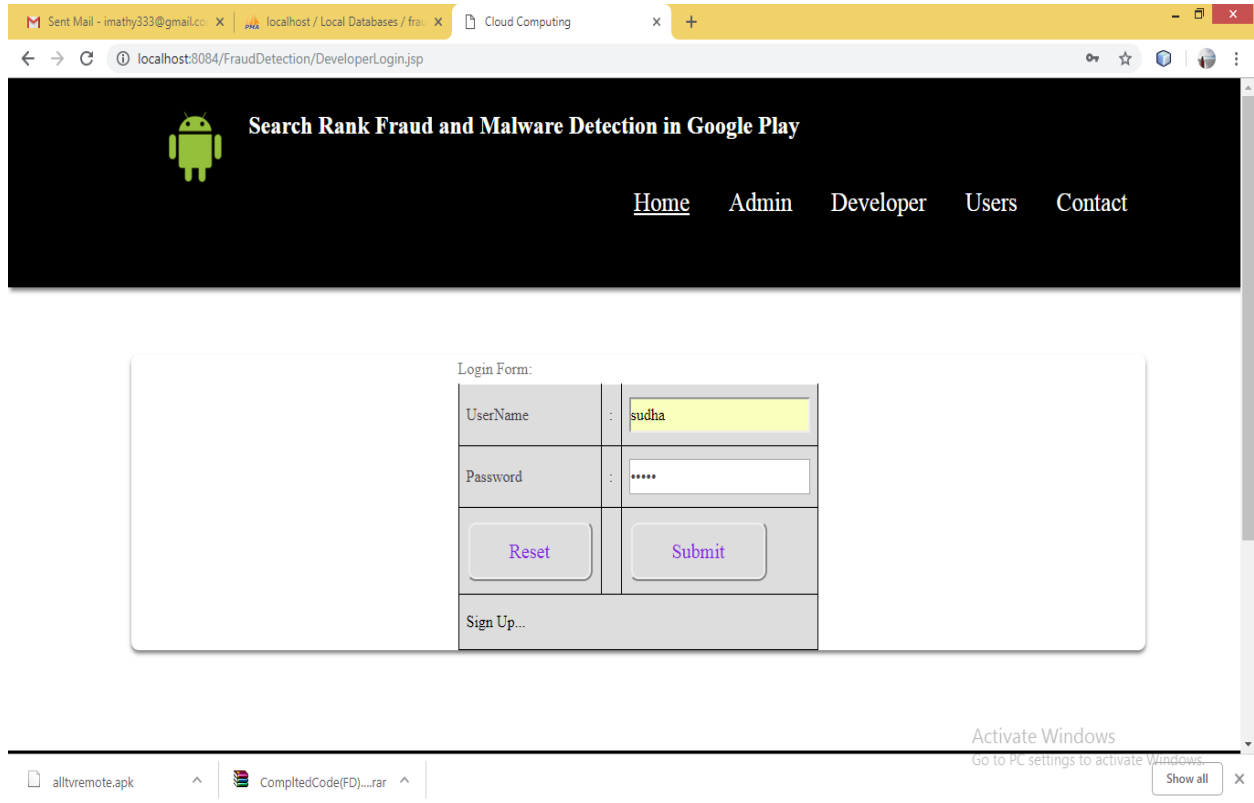 Sent Mail - imathy333@gmail.co
localhost / Local Databases / frau
Cloud Computing
localhost:8084/FraudDetection/DeveloperLogin.jsp
Search Rank Fraud and Malware Detection in Google Play
Home Admin Developer Users Contact
Login Form:
UserName : sudha
Password : •••••
Reset Submit
Sign Up...
Activate Windows
Go to PC settings to activate Windows.
alltvremote.apk
CompltedCode(FD)....rar
Show all